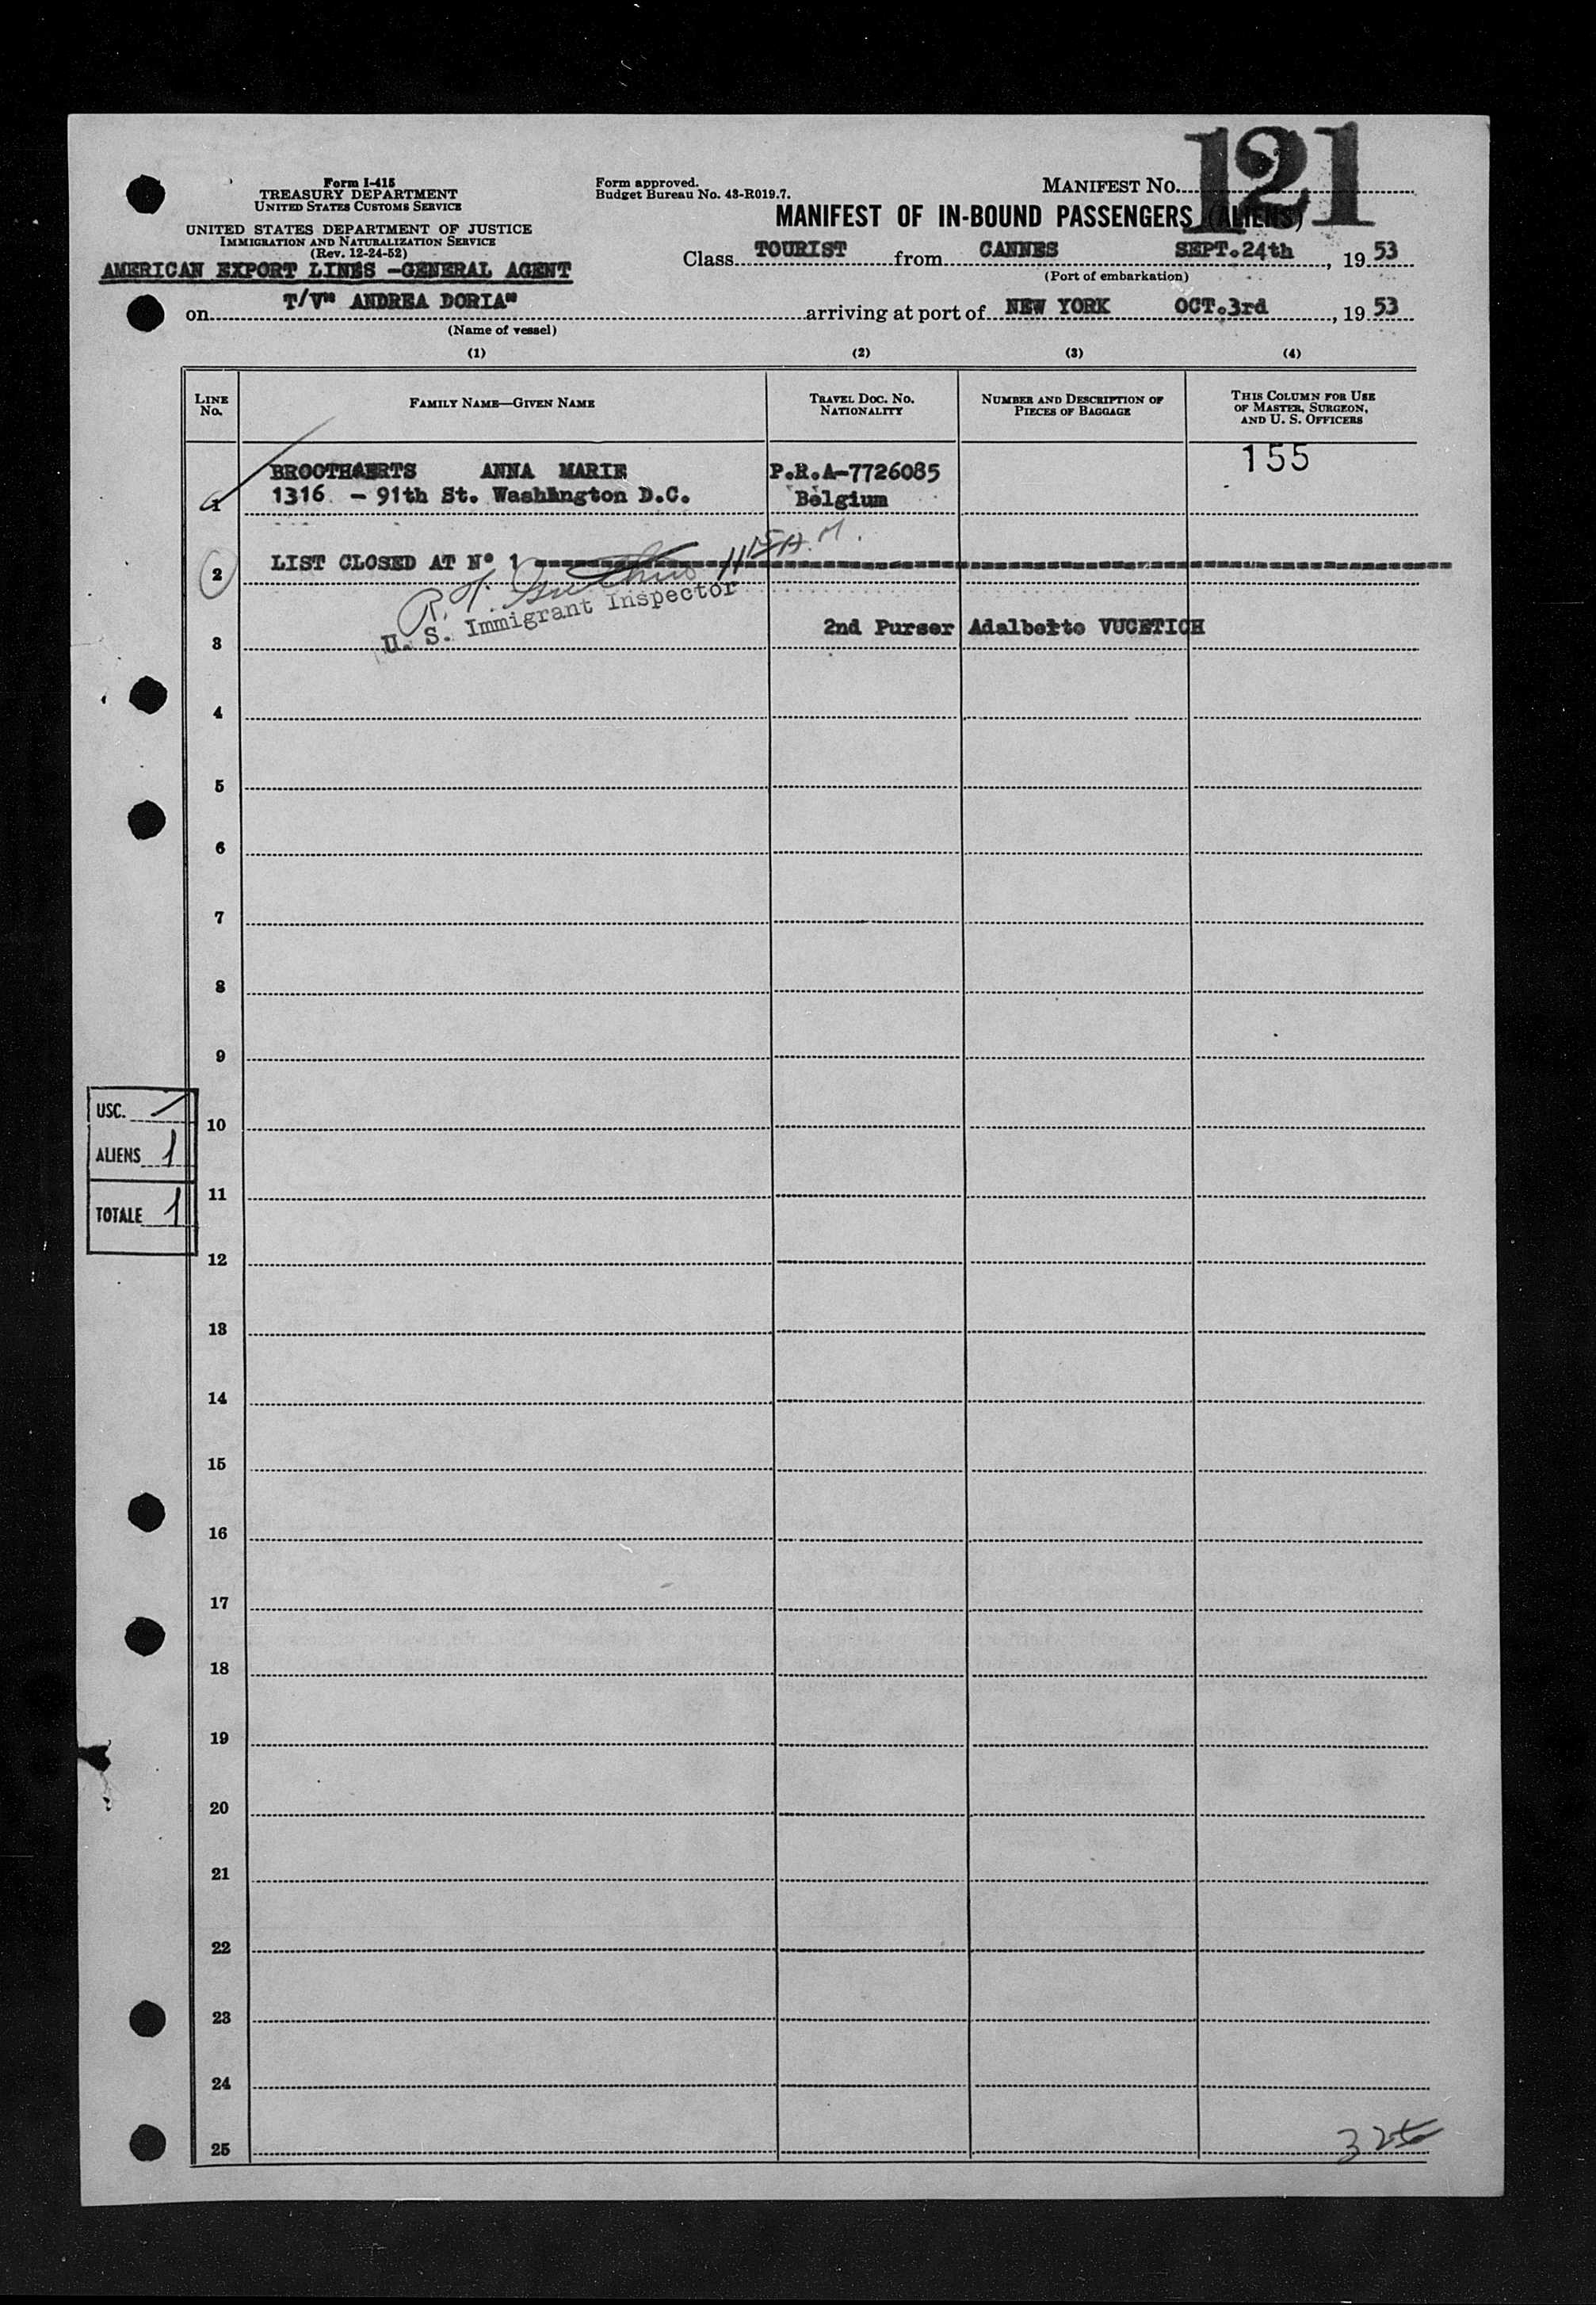 121
Form I-415
TREASURY DEPARTMENT
UNITED STATES CUSTOMS SERVICE
UNITED STATES DEPARTMENT OF JUSTICE
IMMIGRATION AND NATURALIZATION SERVICE
(Rev. 12-24-52)
AMERICAN EXPORT LINES -GENERAL AGENT
Form approved.
Budget Bureau No. 43-R019.7.
MANIFEST NO.
MANIFEST OF IN-BOUND PASSENGERS (ALIENS)
Class TOURIST from CANNES SEPT.24th, 19 53
(Port of embarkation)
on T/V" ANDREA DORIA" arriving at port of NEW YORK OCT.3rd, 19 53
(Name of vessel)
(1) (2) (3) (4)
LINE NO. FAMILY NAME—GIVEN NAME TRAVEL DOC. NO. NATIONALITY NUMBER AND DESCRIPTION OF PIECES OF BAGGAGE THIS COLUMN FOR USE OF MASTER, SURGEON, AND U. S. OFFICERS
155
BROOTHAERTS ANNA MARIE P.R.A-7726085
1 1316 - 91th St. Washington D.C. Belgium
2 LIST CLOSED AT N° 1
U. S. Immigrant Inspector
2nd Purser Adalberto VUCETICH
3
4
5
6
7
8
9
USC.
10
ALIENS 1
11
TOTALE 1
12
13
14
15
16
17
18
19
20
21
22
23
24
25